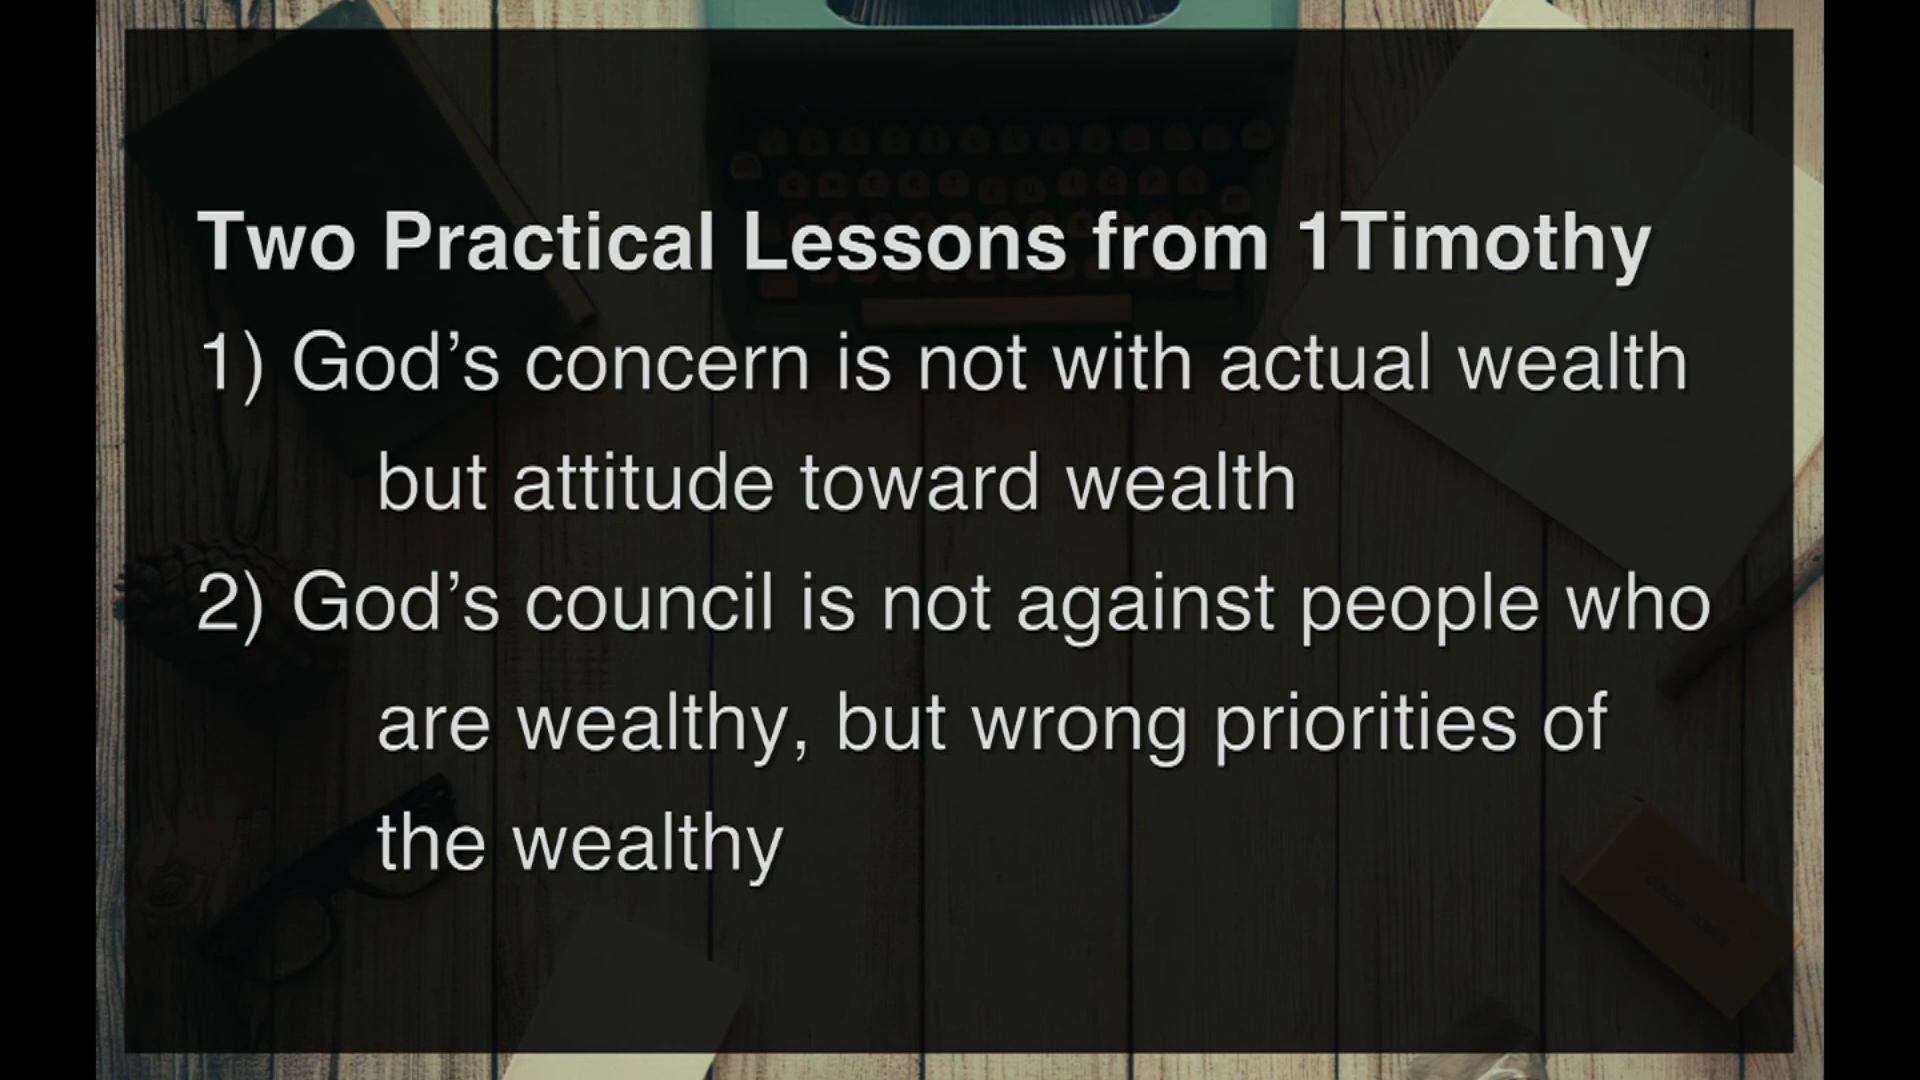 Two Practical Lessons from 1Timothy
1) God’s concern is not with actual wealth
but attitude toward wealth
2) God’s council is not against people who
are wealthy, but wrong priorities of
the wealthy